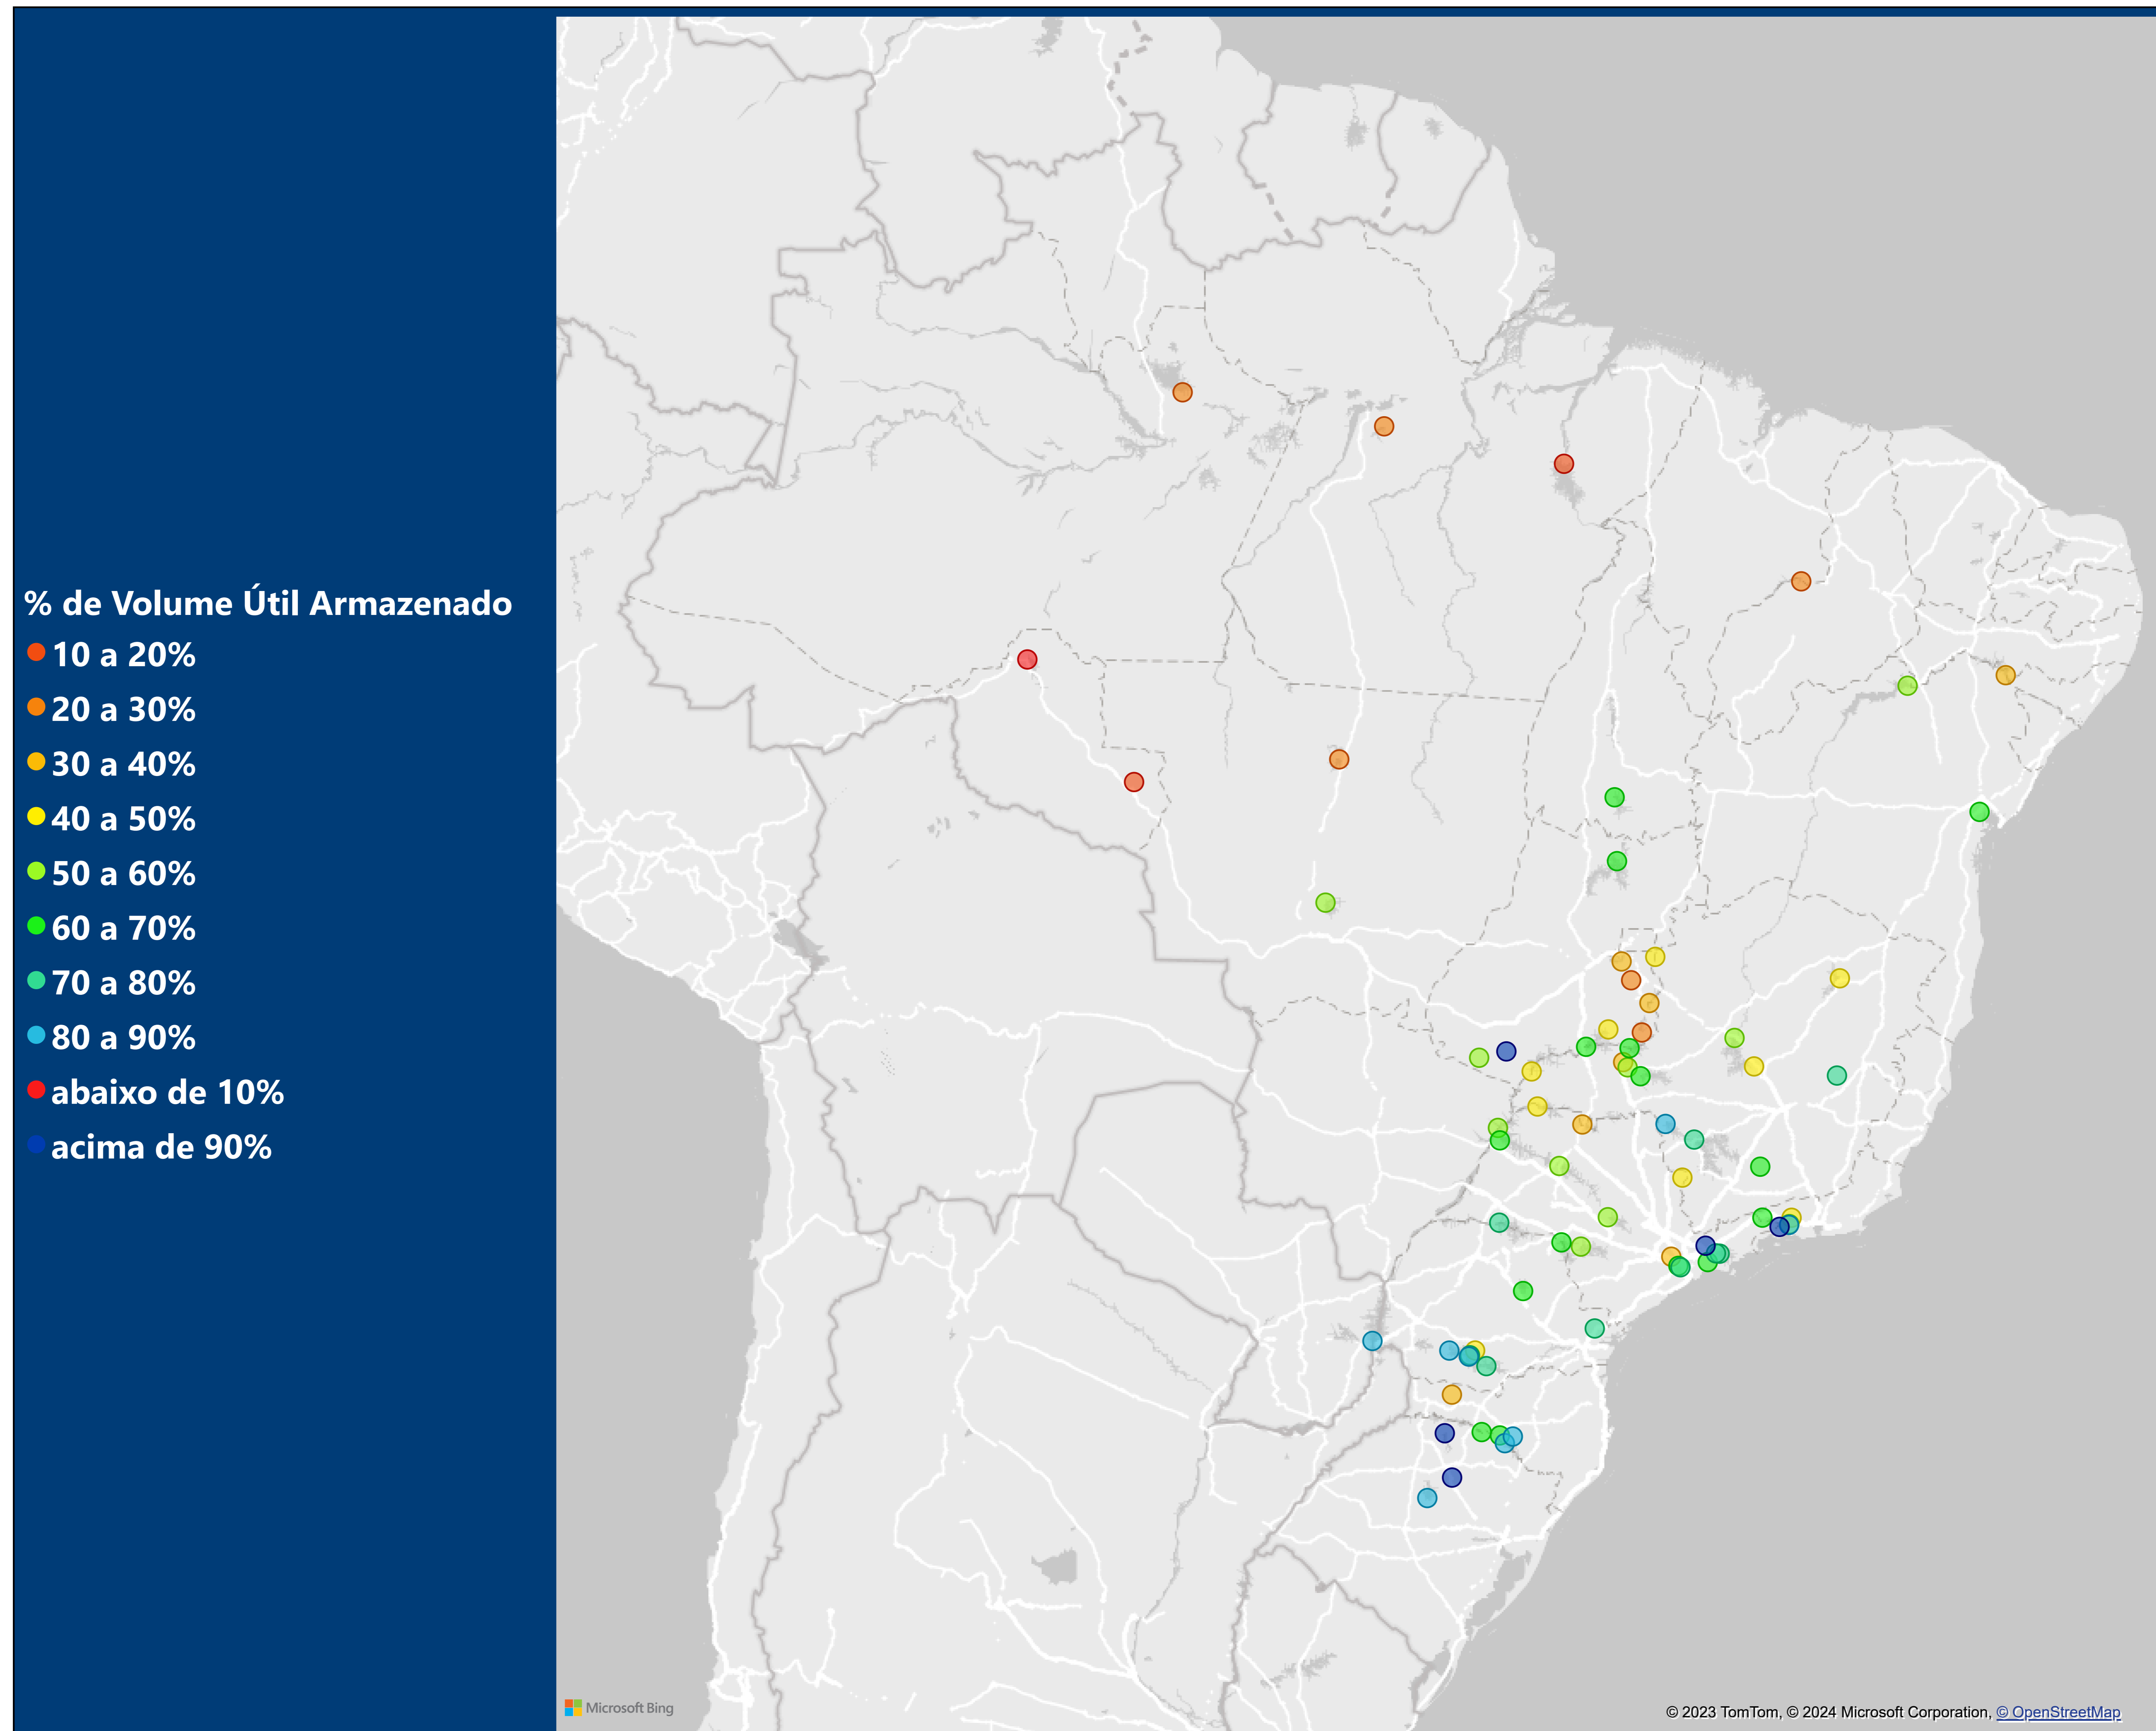 % de Volume Útil Armazenado
10 a 20%
20 a 30%
30 a 40%
40 a 50%
50 a 60%
60 a 70%
70 a 80%
80 a 90%
abaixo de 10%
acima de 90%
Microsoft Bing
© 2023 TomTom, © 2024 Microsoft Corporation, © OpenStreetMap